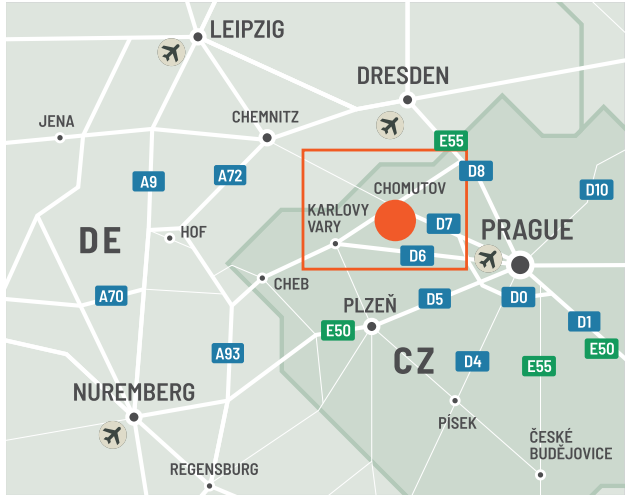 LEIPZIG
DRESDEN
JENA
CHEMNITZ
E55
D8
A9
A72
CHOMUTOV
D10
KARLOVY
VARY
D7
PRAGUE
DE
HOF
D6
CHEB
A70
PLZEŇ
D5
D0
D1
E50
E50
A93
CZ
D4
E55
NUREMBERG
PÍSEK
ČESKÉ
BUDĚJOVICE
REGENSBURG